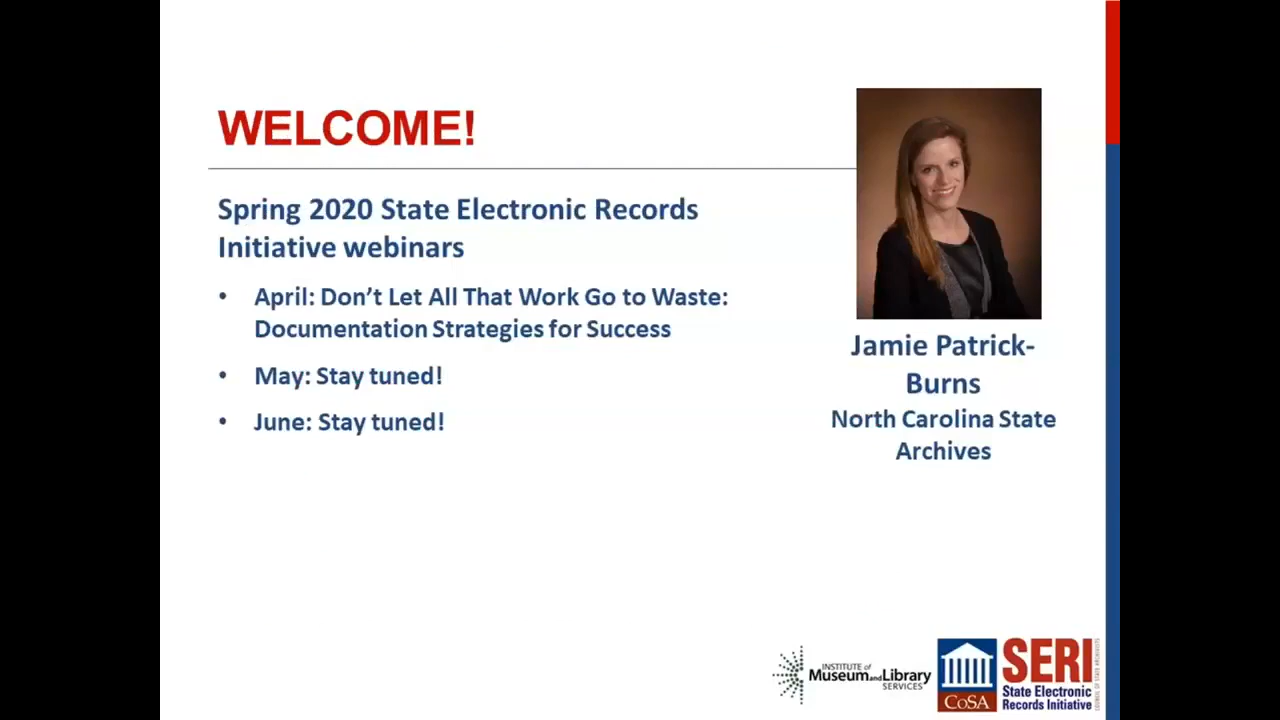 WELCOME!
Spring 2020 State Electronic Records
Initiative webinars
• April: Don’t Let All That Work Go to Waste:
Documentation Strategies for Success
• May: Stay tuned!
• June: Stay tuned!
Jamie Patrick-
Burns
North Carolina State
Archives
INSTITUTE of
Museum and Library
SERVICES
CoSA
SERI
State Electronic
Records Initiative